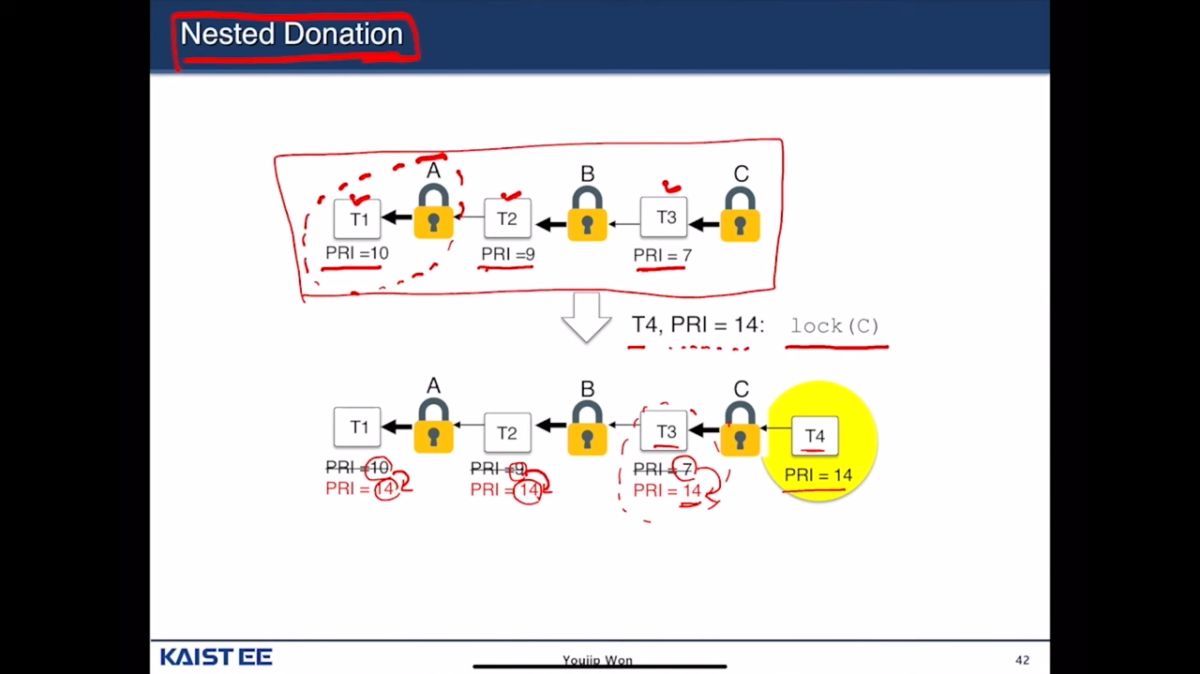 Nested Donation
A
B
C
T1
T2
T3
PRI =10
PRI =9
PRI = 7
T4, PRI = 14: lock(C)
A
B
C
T1
T2
T3
T4
PRI =10
PRI =9
PRI = 7
PRI = 14
PRI = 14
PRI = 14
PRI = 14
KAIST EE
Youjip Won
42